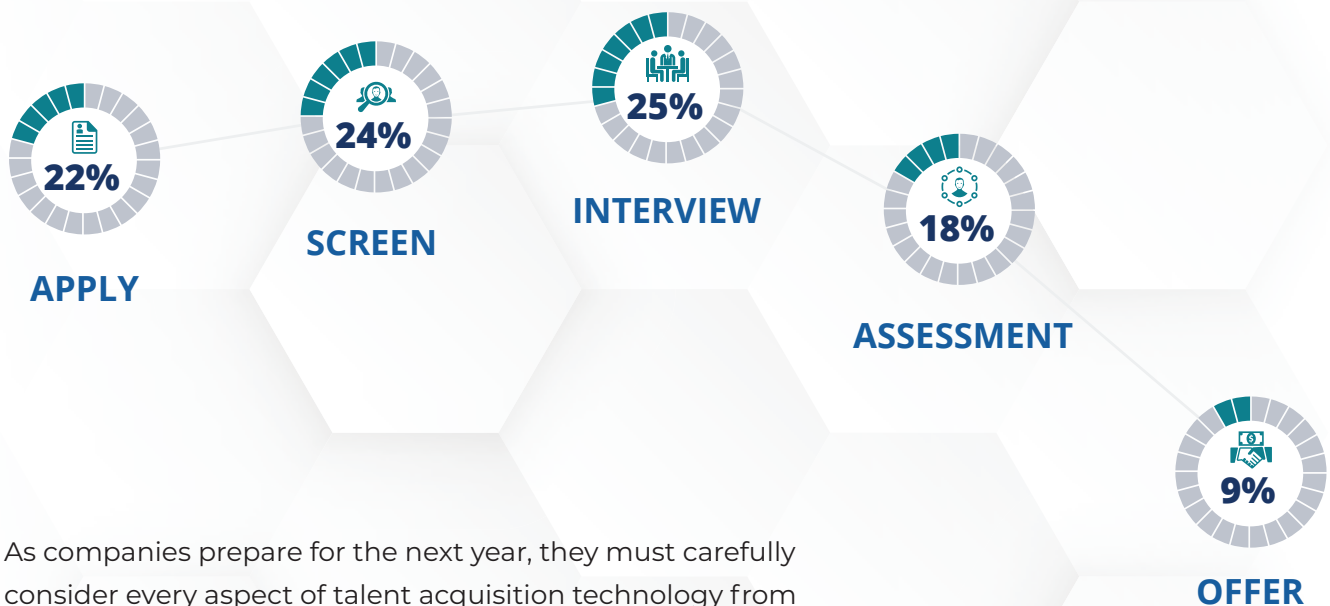 22%
APPLY
24%
SCREEN
25%
INTERVIEW
18%
ASSESSMENT
9%
OFFER
As companies prepare for the next year, they must carefully
consider every aspect of talent acquisition technology from